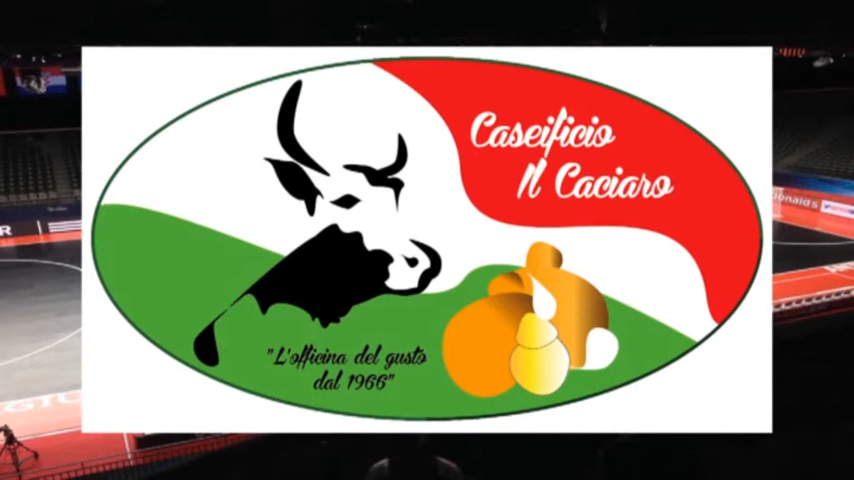 Caseificio
Il Caciaro
"L'officina del gusto
dal 1966"